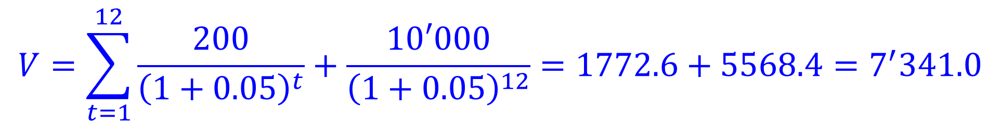 V = \sum_{t=1}^{12} \frac{200}{(1 + 0.05)^t} + \frac{10'000}{(1 + 0.05)^{12}} = 1772.6 + 5568.4 = 7'341.0